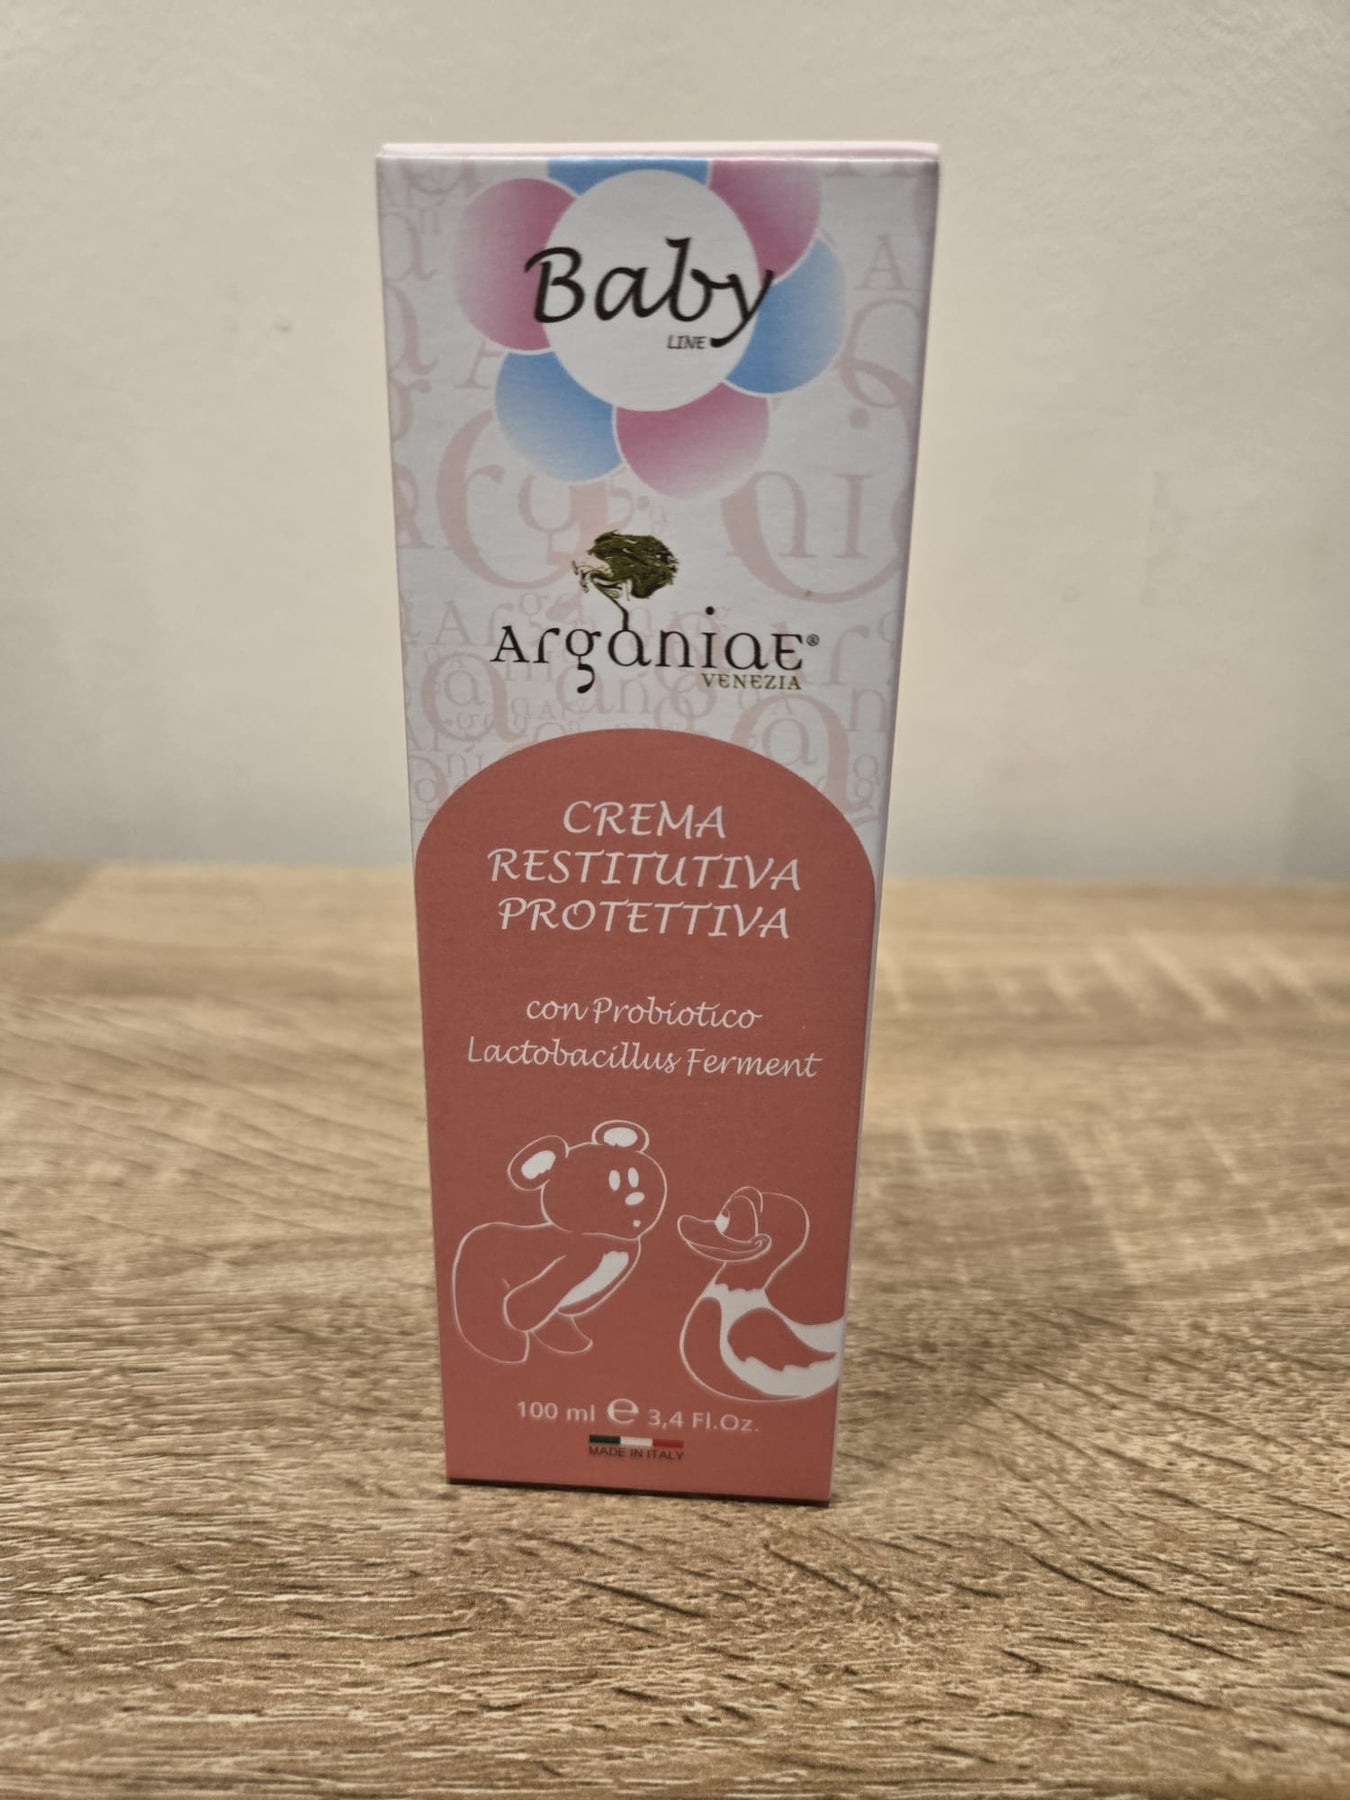 Baby
LINE
ArganiaE®
VENEZIA
CREMA
RESTITUTIVA
PROTETTIVA
con Probiotico
Lactobacillus Ferment
100 ml ℮ 3,4 Fl.Oz.
MADE IN ITALY